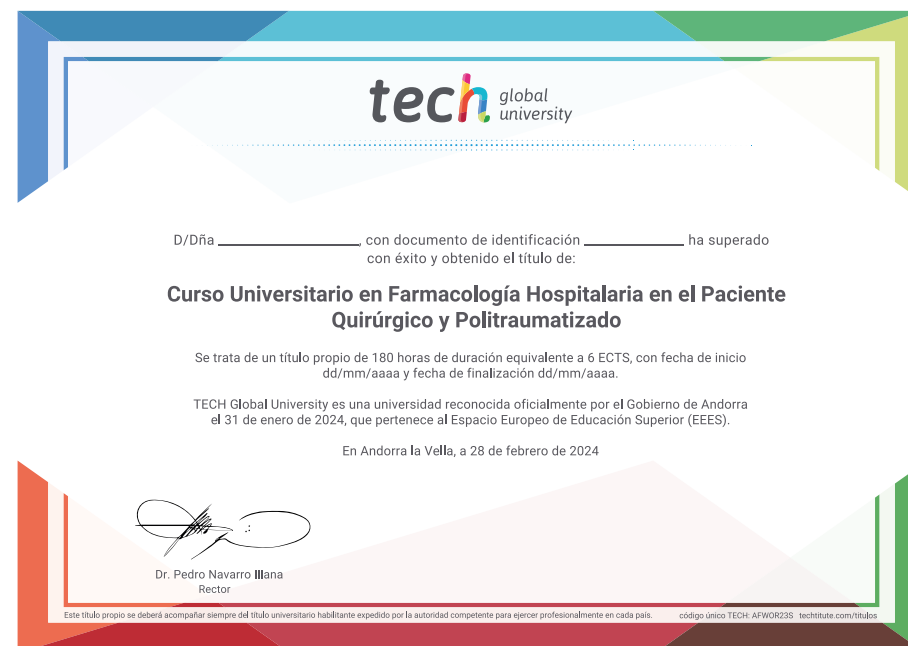 tech global university
D/Dña ____________________, con documento de identificación ______________ ha superado
con éxito y obtenido el título de:
Curso Universitario en Farmacología Hospitalaria en el Paciente
Quirúrgico y Politraumatizado
Se trata de un título propio de 180 horas de duración equivalente a 6 ECTS, con fecha de inicio
dd/mm/aaaa y fecha de finalización dd/mm/aaaa.
TECH Global University es una universidad reconocida oficialmente por el Gobierno de Andorra
el 31 de enero de 2024, que pertenece al Espacio Europeo de Educación Superior (EEES).
En Andorra la Vella, a 28 de febrero de 2024
Dr. Pedro Navarro Illana
Rector
Este título propio se deberá acompañar siempre del título universitario habilitante expedido por la autoridad competente para ejercer profesionalmente en cada país. código único TECH: AFWOR23S techtitute.com/titulos